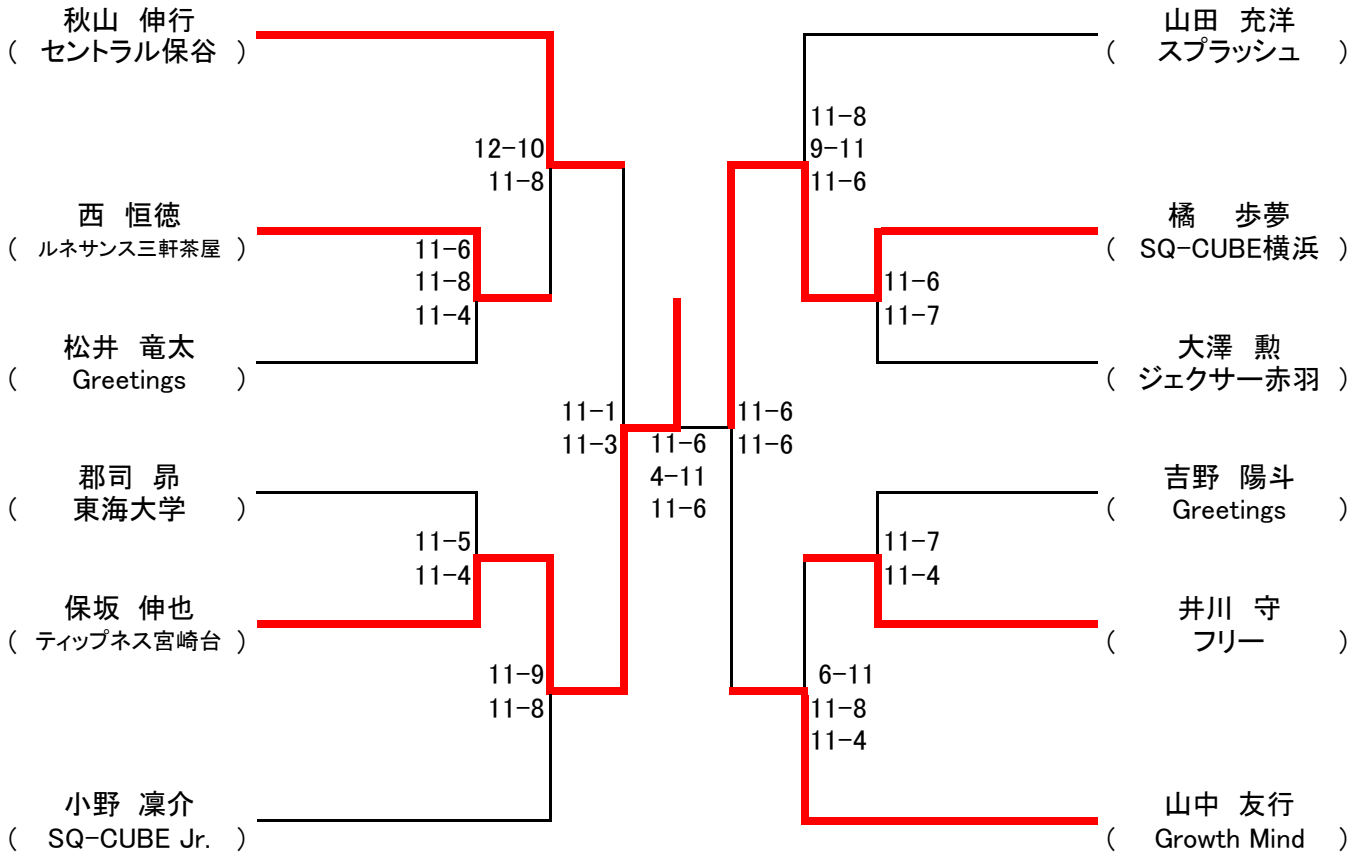 秋山 伸行
( セントラル保谷 )
12-10
11-8
西 恒徳
( ルネサンス三軒茶屋 )
11-6
11-8
11-4
松井 竜太
( Greetings )
11-1
11-3
郡司 昴
( 東海大学 )
11-5
11-4
保坂 伸也
( ティップネス宮崎台 )
11-9
11-8
小野 凜介
( SQ-CUBE Jr. )
11-6
4-11
11-6
山田 充洋
( スプラッシュ )
11-8
9-11
11-6
橘 歩夢
( SQ-CUBE横浜 )
11-6
11-7
大澤 勲
( ジェクサー赤羽 )
11-6
11-6
吉野 陽斗
( Greetings )
11-7
11-4
井川 守
( フリー )
6-11
11-8
11-4
山中 友行
( Growth Mind )